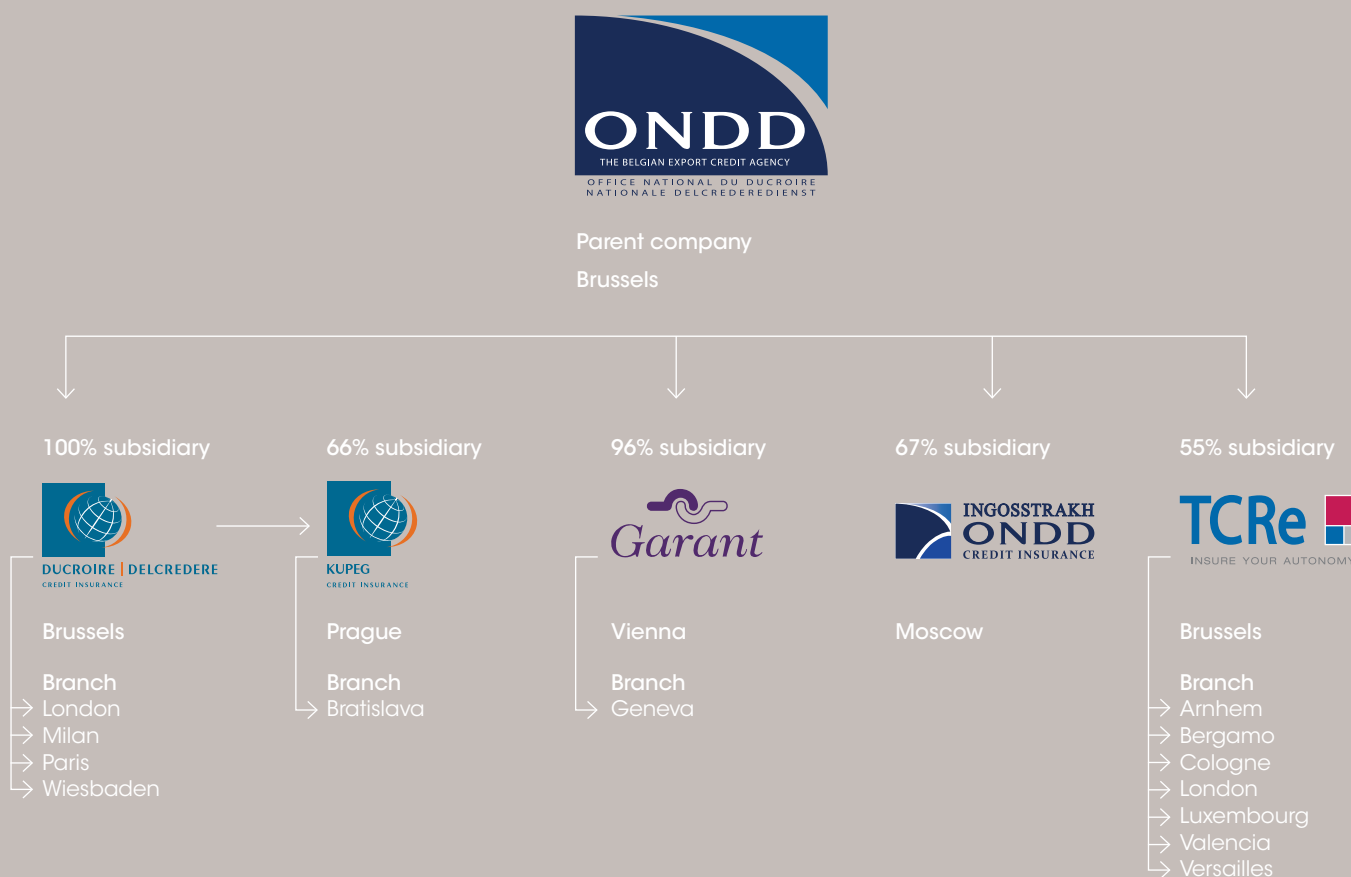 ONDD
THE BELGIAN EXPORT CREDIT AGENCY
OFFICE NATIONAL DU DUCROIRE
NATIONALE DELCREDEREDIENST
Parent company
Brussels
100% subsidiary
DUCROIRE | DELCREDERE
CREDIT INSURANCE
Brussels
Branch
London
Milan
Paris
Wiesbaden
66% subsidiary
KUPEG
CREDIT INSURANCE
Prague
Branch
Bratislava
96% subsidiary
Garant
Vienna
Branch
Geneva
67% subsidiary
INGOSSTRAKH
ONDD
CREDIT INSURANCE
Moscow
55% subsidiary
TCRe
INSURE YOUR AUTONOMY
Brussels
Branch
Arnhem
Bergamo
Cologne
London
Luxembourg
Valencia
Versailles